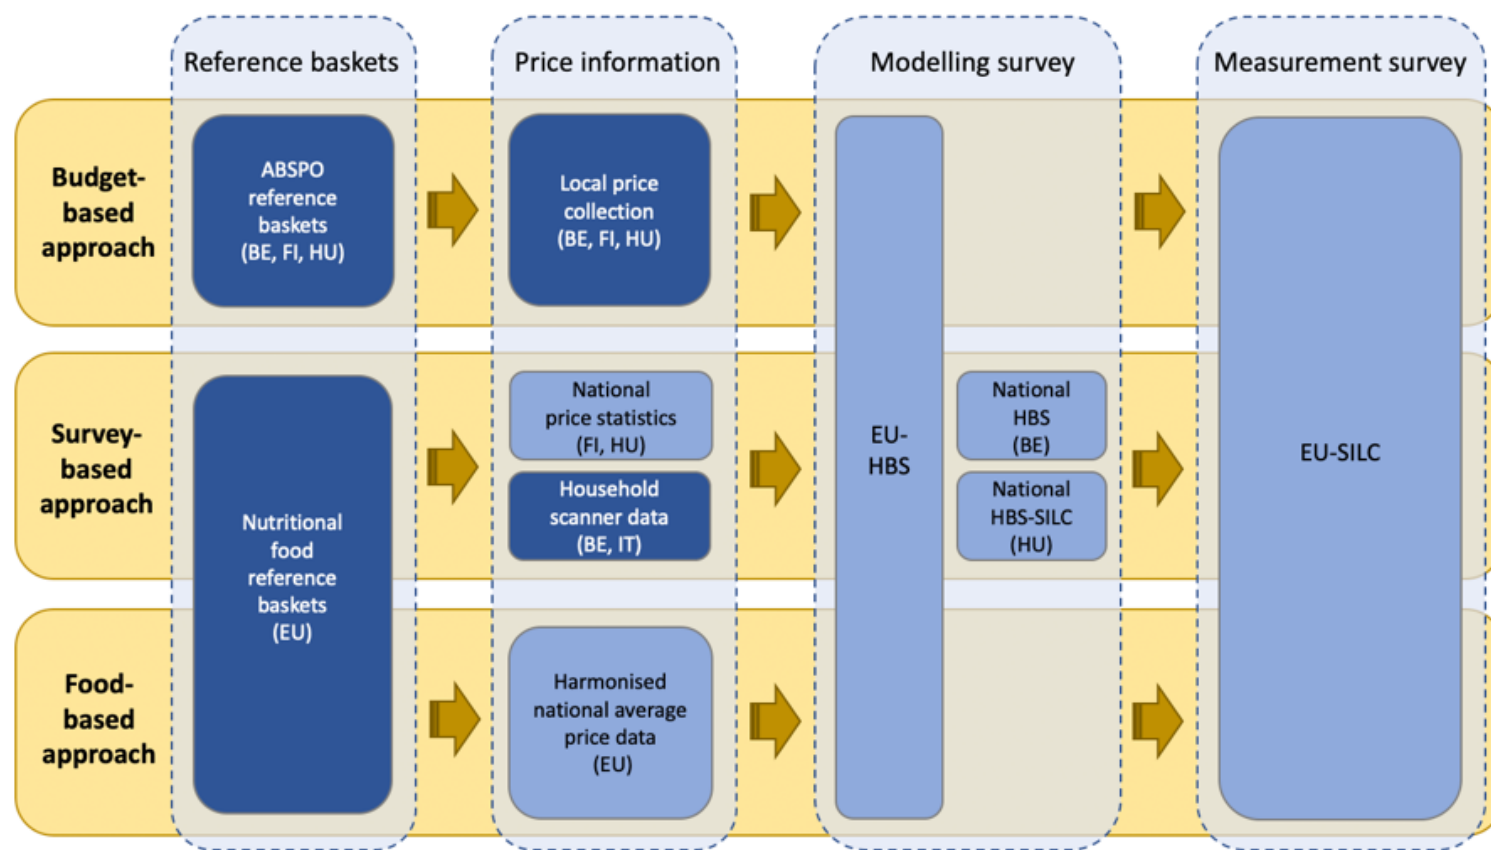 Reference baskets
Price information
Modelling survey
Measurement survey
Budget-
based
approach
ABSPO
reference
baskets
(BE, FI, HU)
Local price
collection
(BE, FI, HU)
Survey-
based
approach
Nutritional
food
reference
baskets
(EU)
National
price statistics
(FI, HU)
Household
scanner data
(BE, IT)
EU-
HBS
National
HBS
(BE)
National
HBS-SILC
(HU)
EU-SILC
Food-
based
approach
Harmonised
national average
price data
(EU)